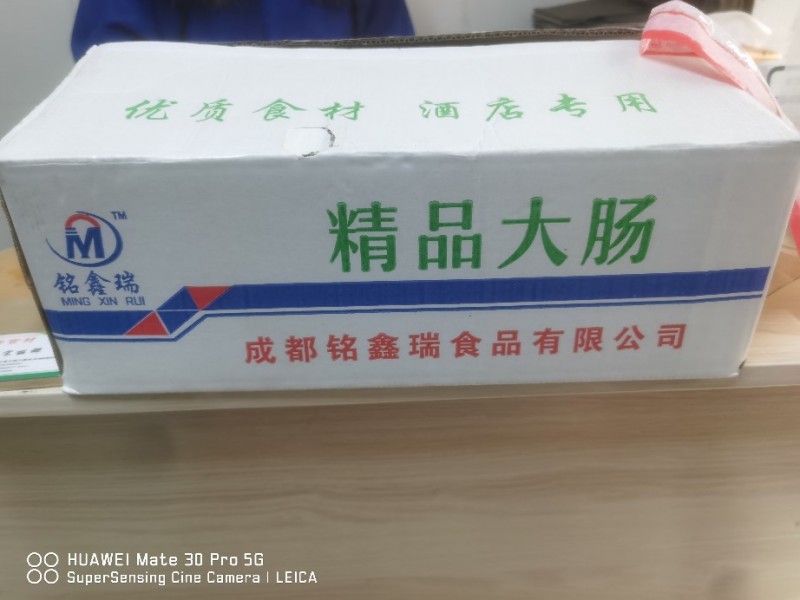 优质食材 酒店专用
TM
M
铭鑫瑞
MING XIN RUI
精品大肠
成都铭鑫瑞食品有限公司
HUAWEI Mate 30 Pro 5G
SuperSensing Cine Camera | LEICA